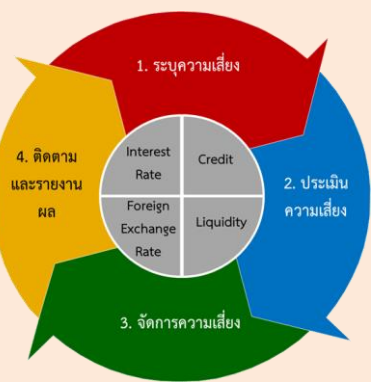 1. ระบุความเสี่ยง
2. ประเมิน
ความเสี่ยง
3. จัดการความเสี่ยง
4. ติดตาม
และรายงาน
ผล
Interest
Rate
Credit
Foreign
Exchange
Rate
Liquidity